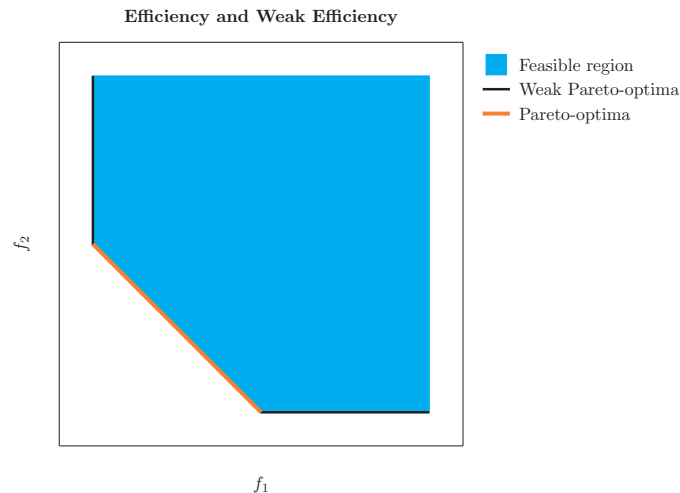 Efficiency and Weak Efficiency
Feasible region
Weak Pareto-optima
Pareto-optima
f₂
f₁